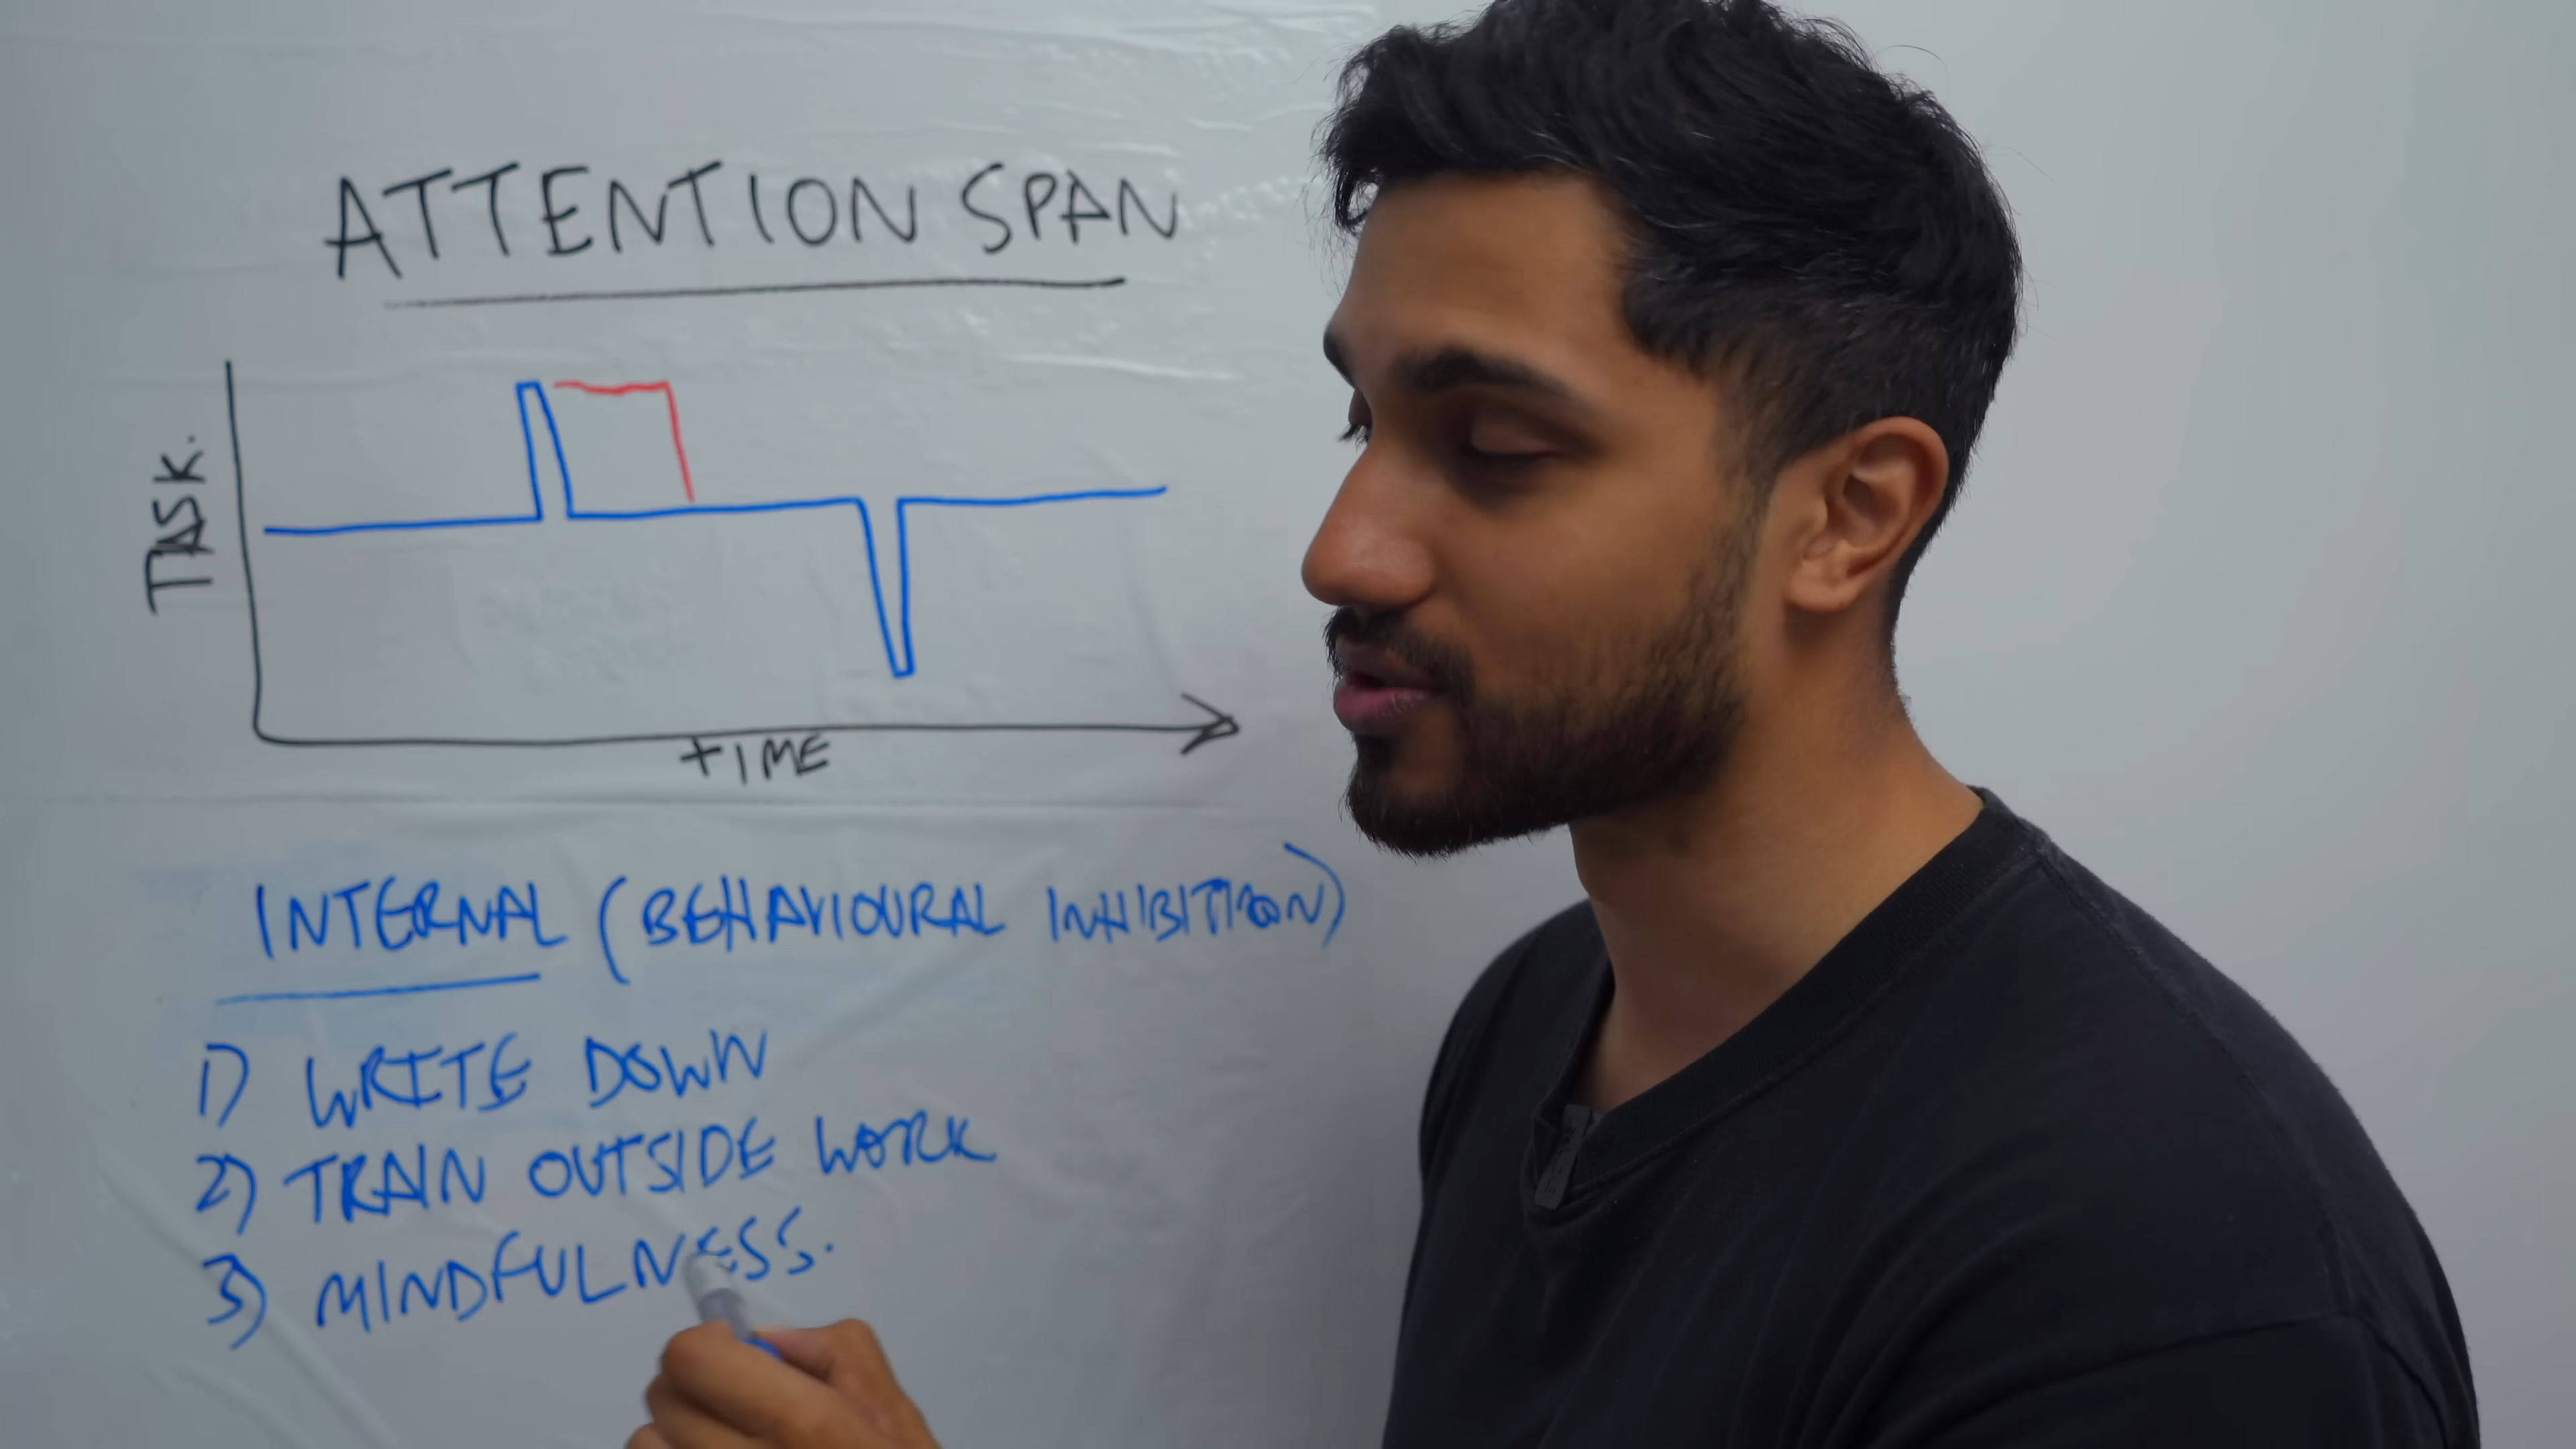 ATTENTION SPAN
TASK.
TIME
INTERNAL (BEHAVIOURAL INHIBITION)
1) WRITE DOWN
2) TRAIN OUTSIDE WORK
3) MINDFULNESS.